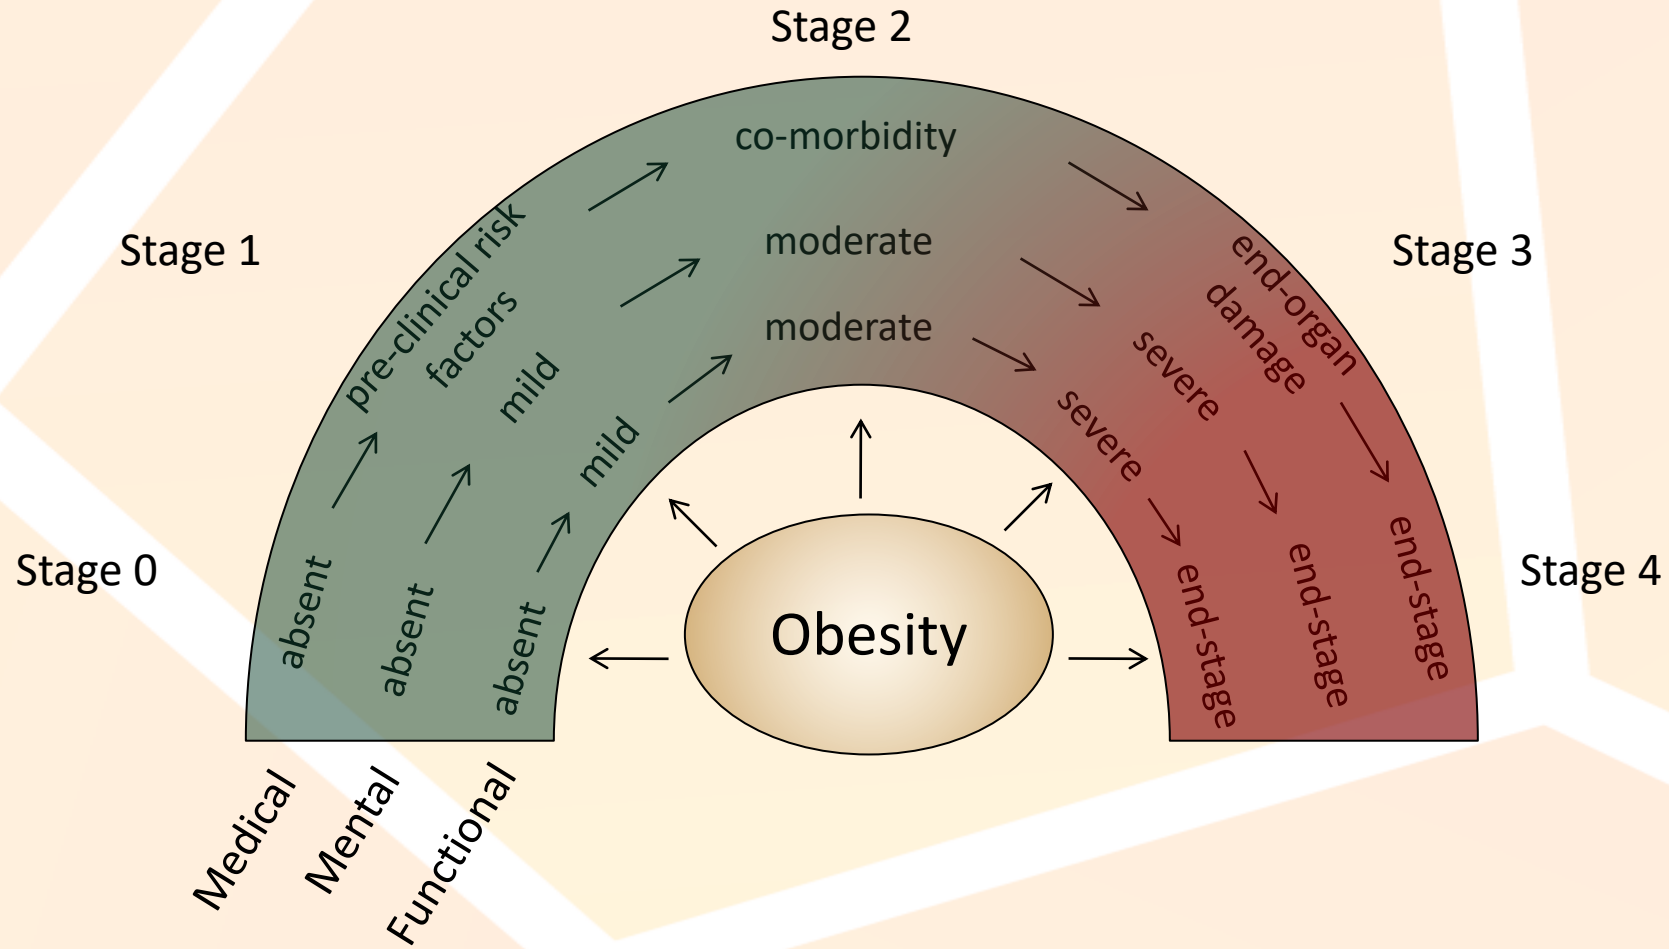 Stage 2
Stage 1
Stage 3
Stage 0
Stage 4
co-morbidity
moderate
moderate
pre-clinical risk
factors
mild
mild
end-organ
damage
severe
severe
absent
absent
absent
end-stage
end-stage
end-stage
Obesity
Medical
Mental
Functional